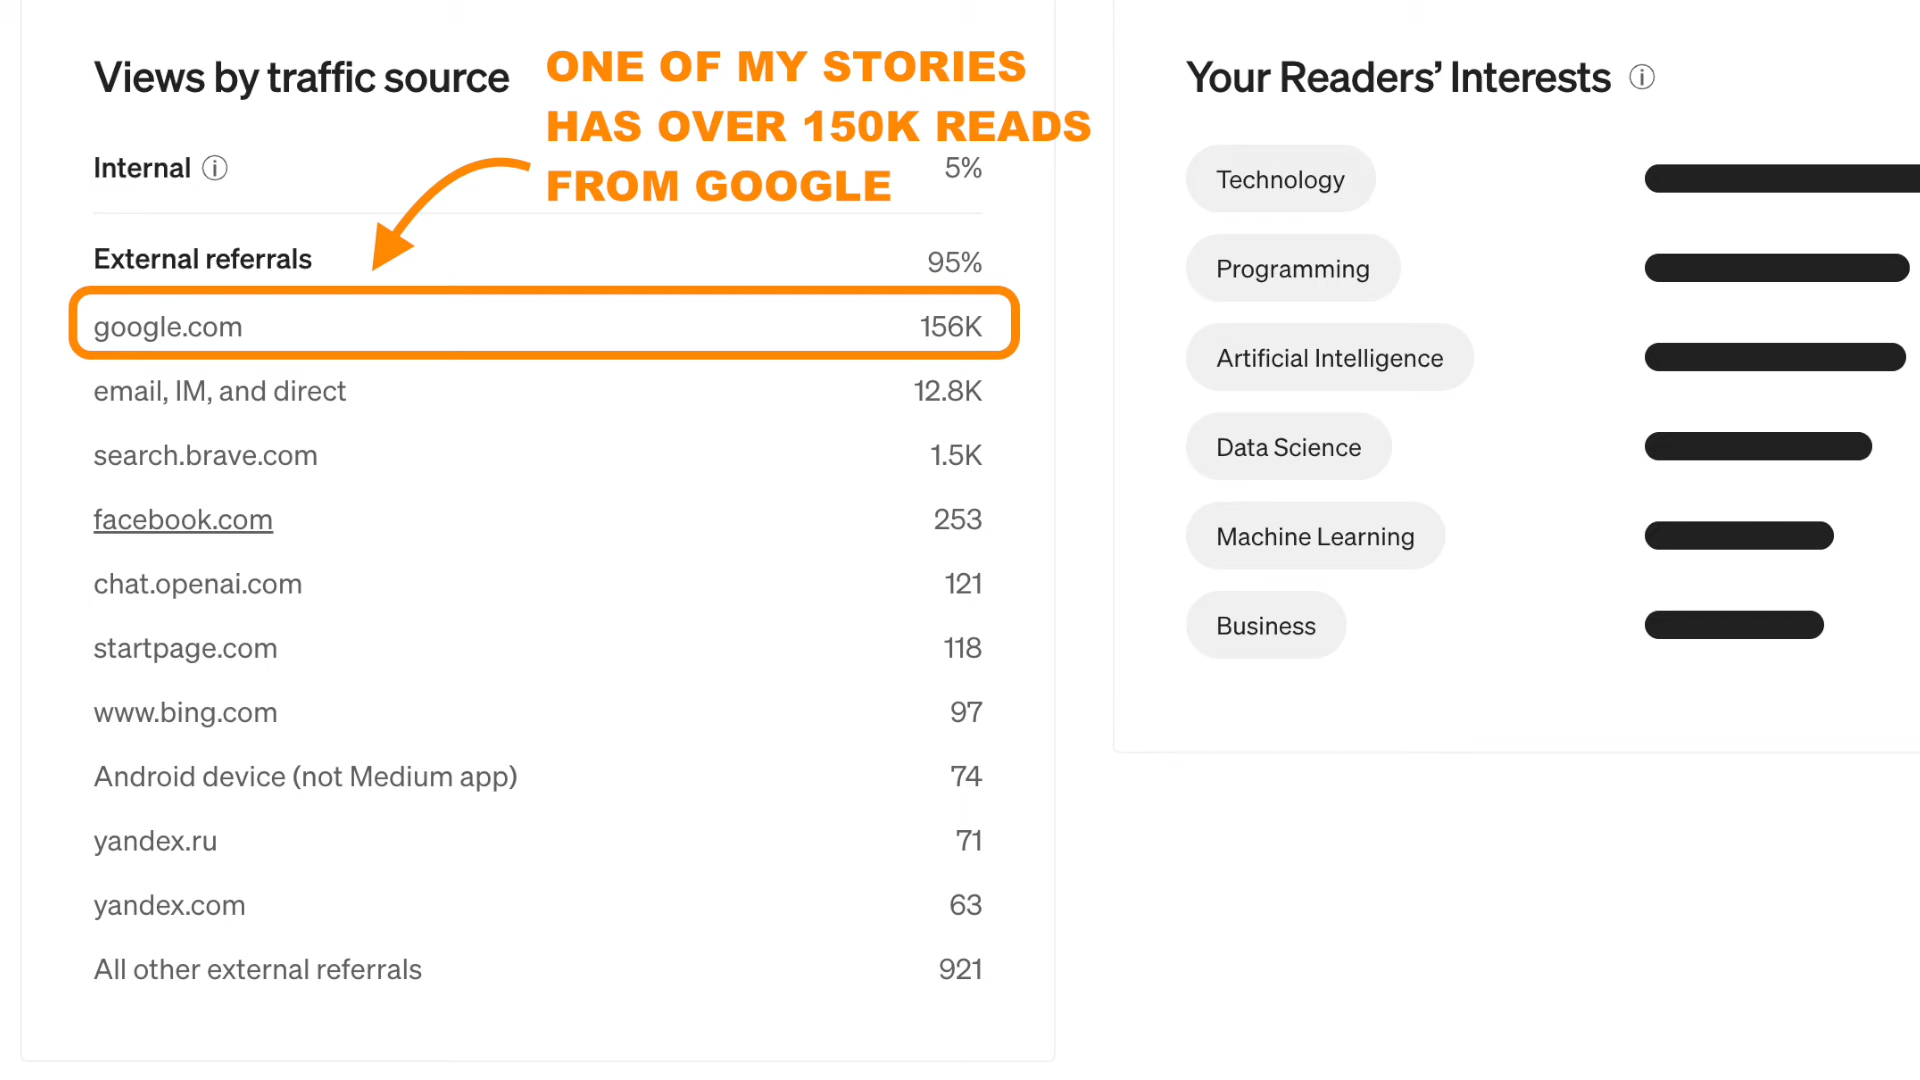 Views by traffic source
ONE OF MY STORIES
HAS OVER 150K READS
FROM GOOGLE
Internal 5%
External referrals 95%
google.com 156K
email, IM, and direct 12.8K
search.brave.com 1.5K
facebook.com 253
chat.openai.com 121
startpage.com 118
www.bing.com 97
Android device (not Medium app) 74
yandex.ru 71
yandex.com 63
All other external referrals 921
Your Readers’ Interests
Technology
Programming
Artificial Intelligence
Data Science
Machine Learning
Business